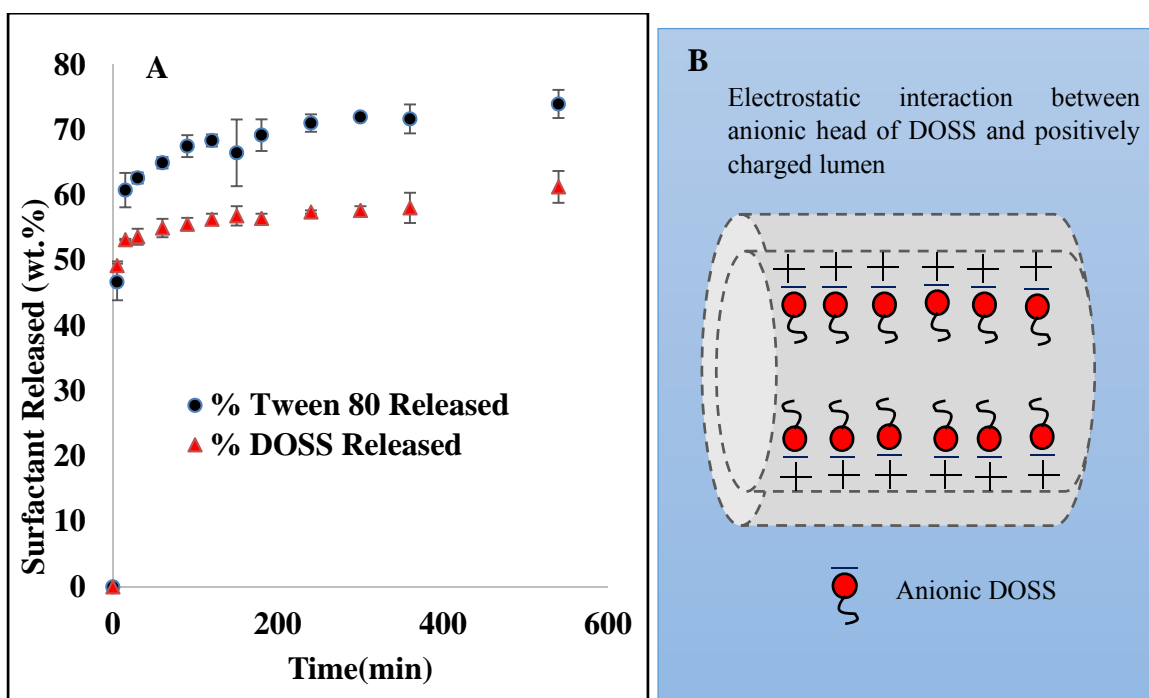 A
80
70
60
50
40
30
20
10
0
Surfactant Released (wt.%)
% Tween 80 Released
% DOSS Released
0 200 400 600
Time(min)
B
Electrostatic interaction between
anionic head of DOSS and positively
charged lumen
Anionic DOSS